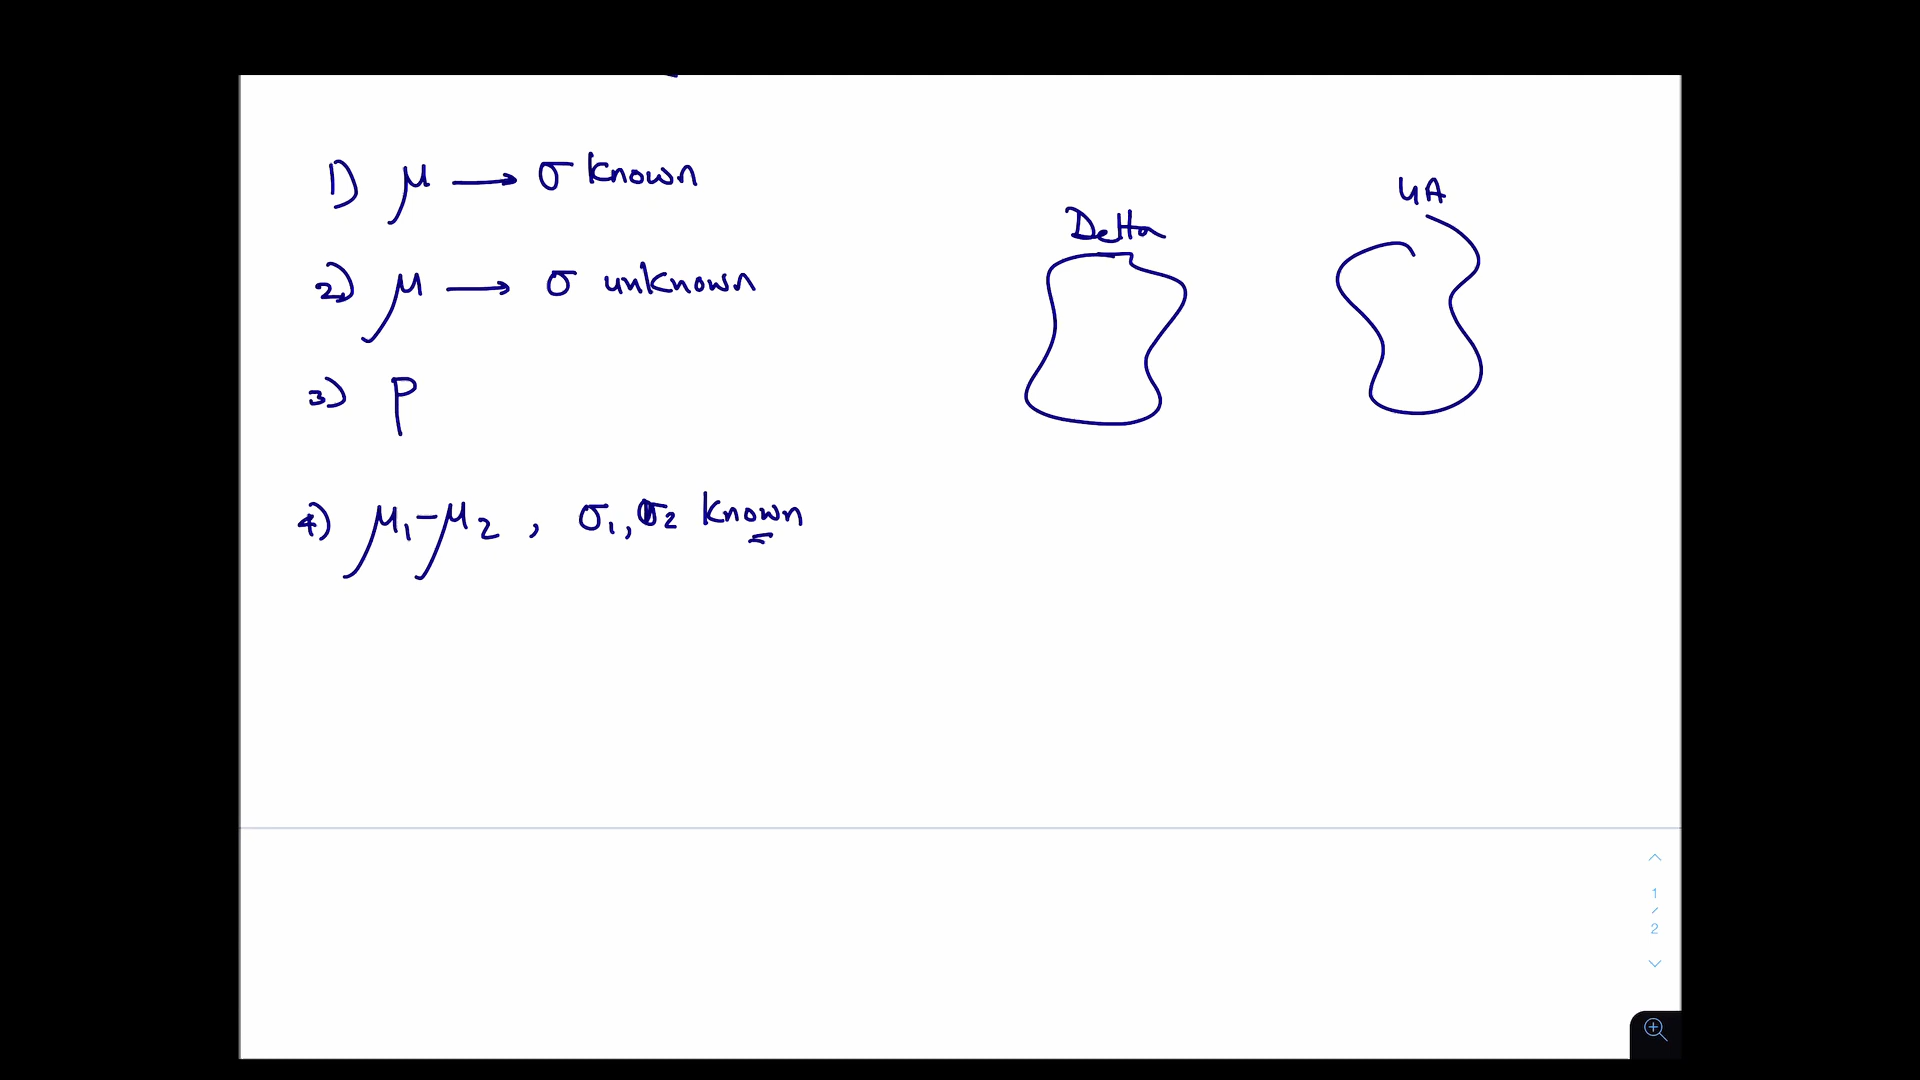 1) μ → σ known
2) μ → σ unknown
3) p
4) μ₁-μ₂, σ₁, σ₂ known
Delta
UA
1
/
2